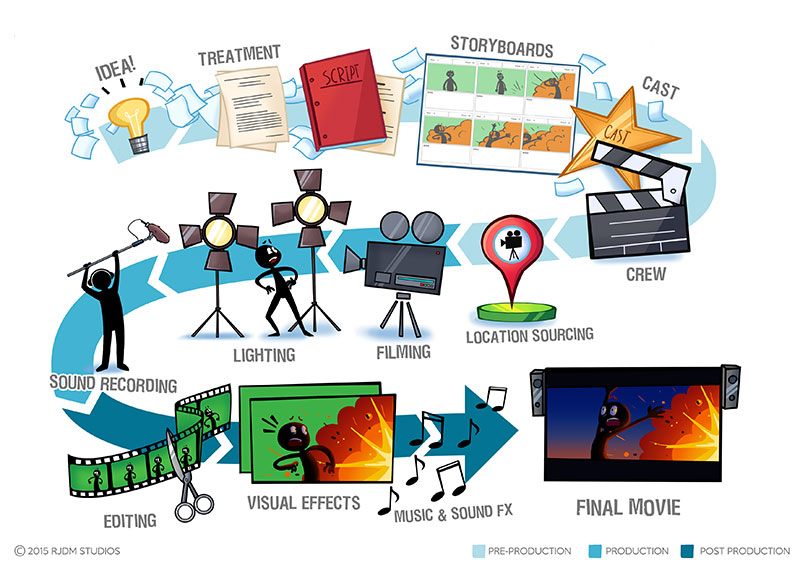 IDEA!
TREATMENT
SCRIPT
STORYBOARDS
CAST
CAST
CREW
LOCATION SOURCING
FILMING
LIGHTING
SOUND RECORDING
EDITING
VISUAL EFFECTS
MUSIC & SOUND FX
FINAL MOVIE
© 2015 RJDM STUDIOS
PRE-PRODUCTION
PRODUCTION
POST PRODUCTION